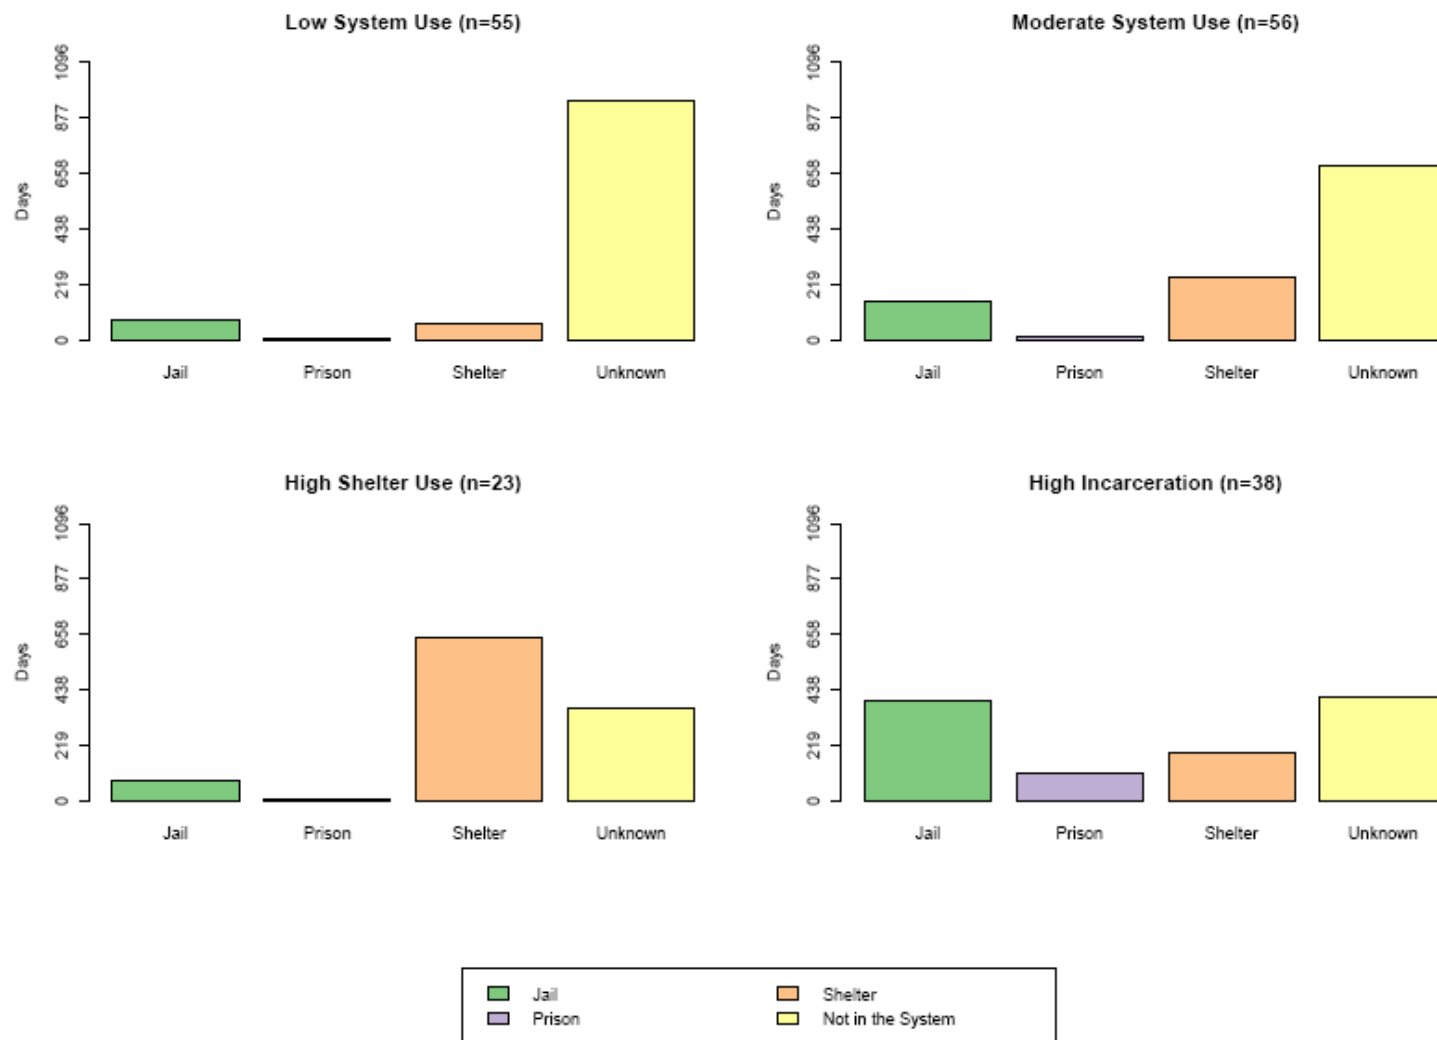 Low System Use (n=55)
Days
1096
877
658
438
219
0
Jail Prison Shelter Unknown
Moderate System Use (n=56)
Days
1096
877
658
438
219
0
Jail Prison Shelter Unknown
High Shelter Use (n=23)
Days
1096
877
658
438
219
0
Jail Prison Shelter Unknown
High Incarceration (n=38)
Days
1096
877
658
438
219
0
Jail Prison Shelter Unknown
Jail Shelter
Prison Not in the System